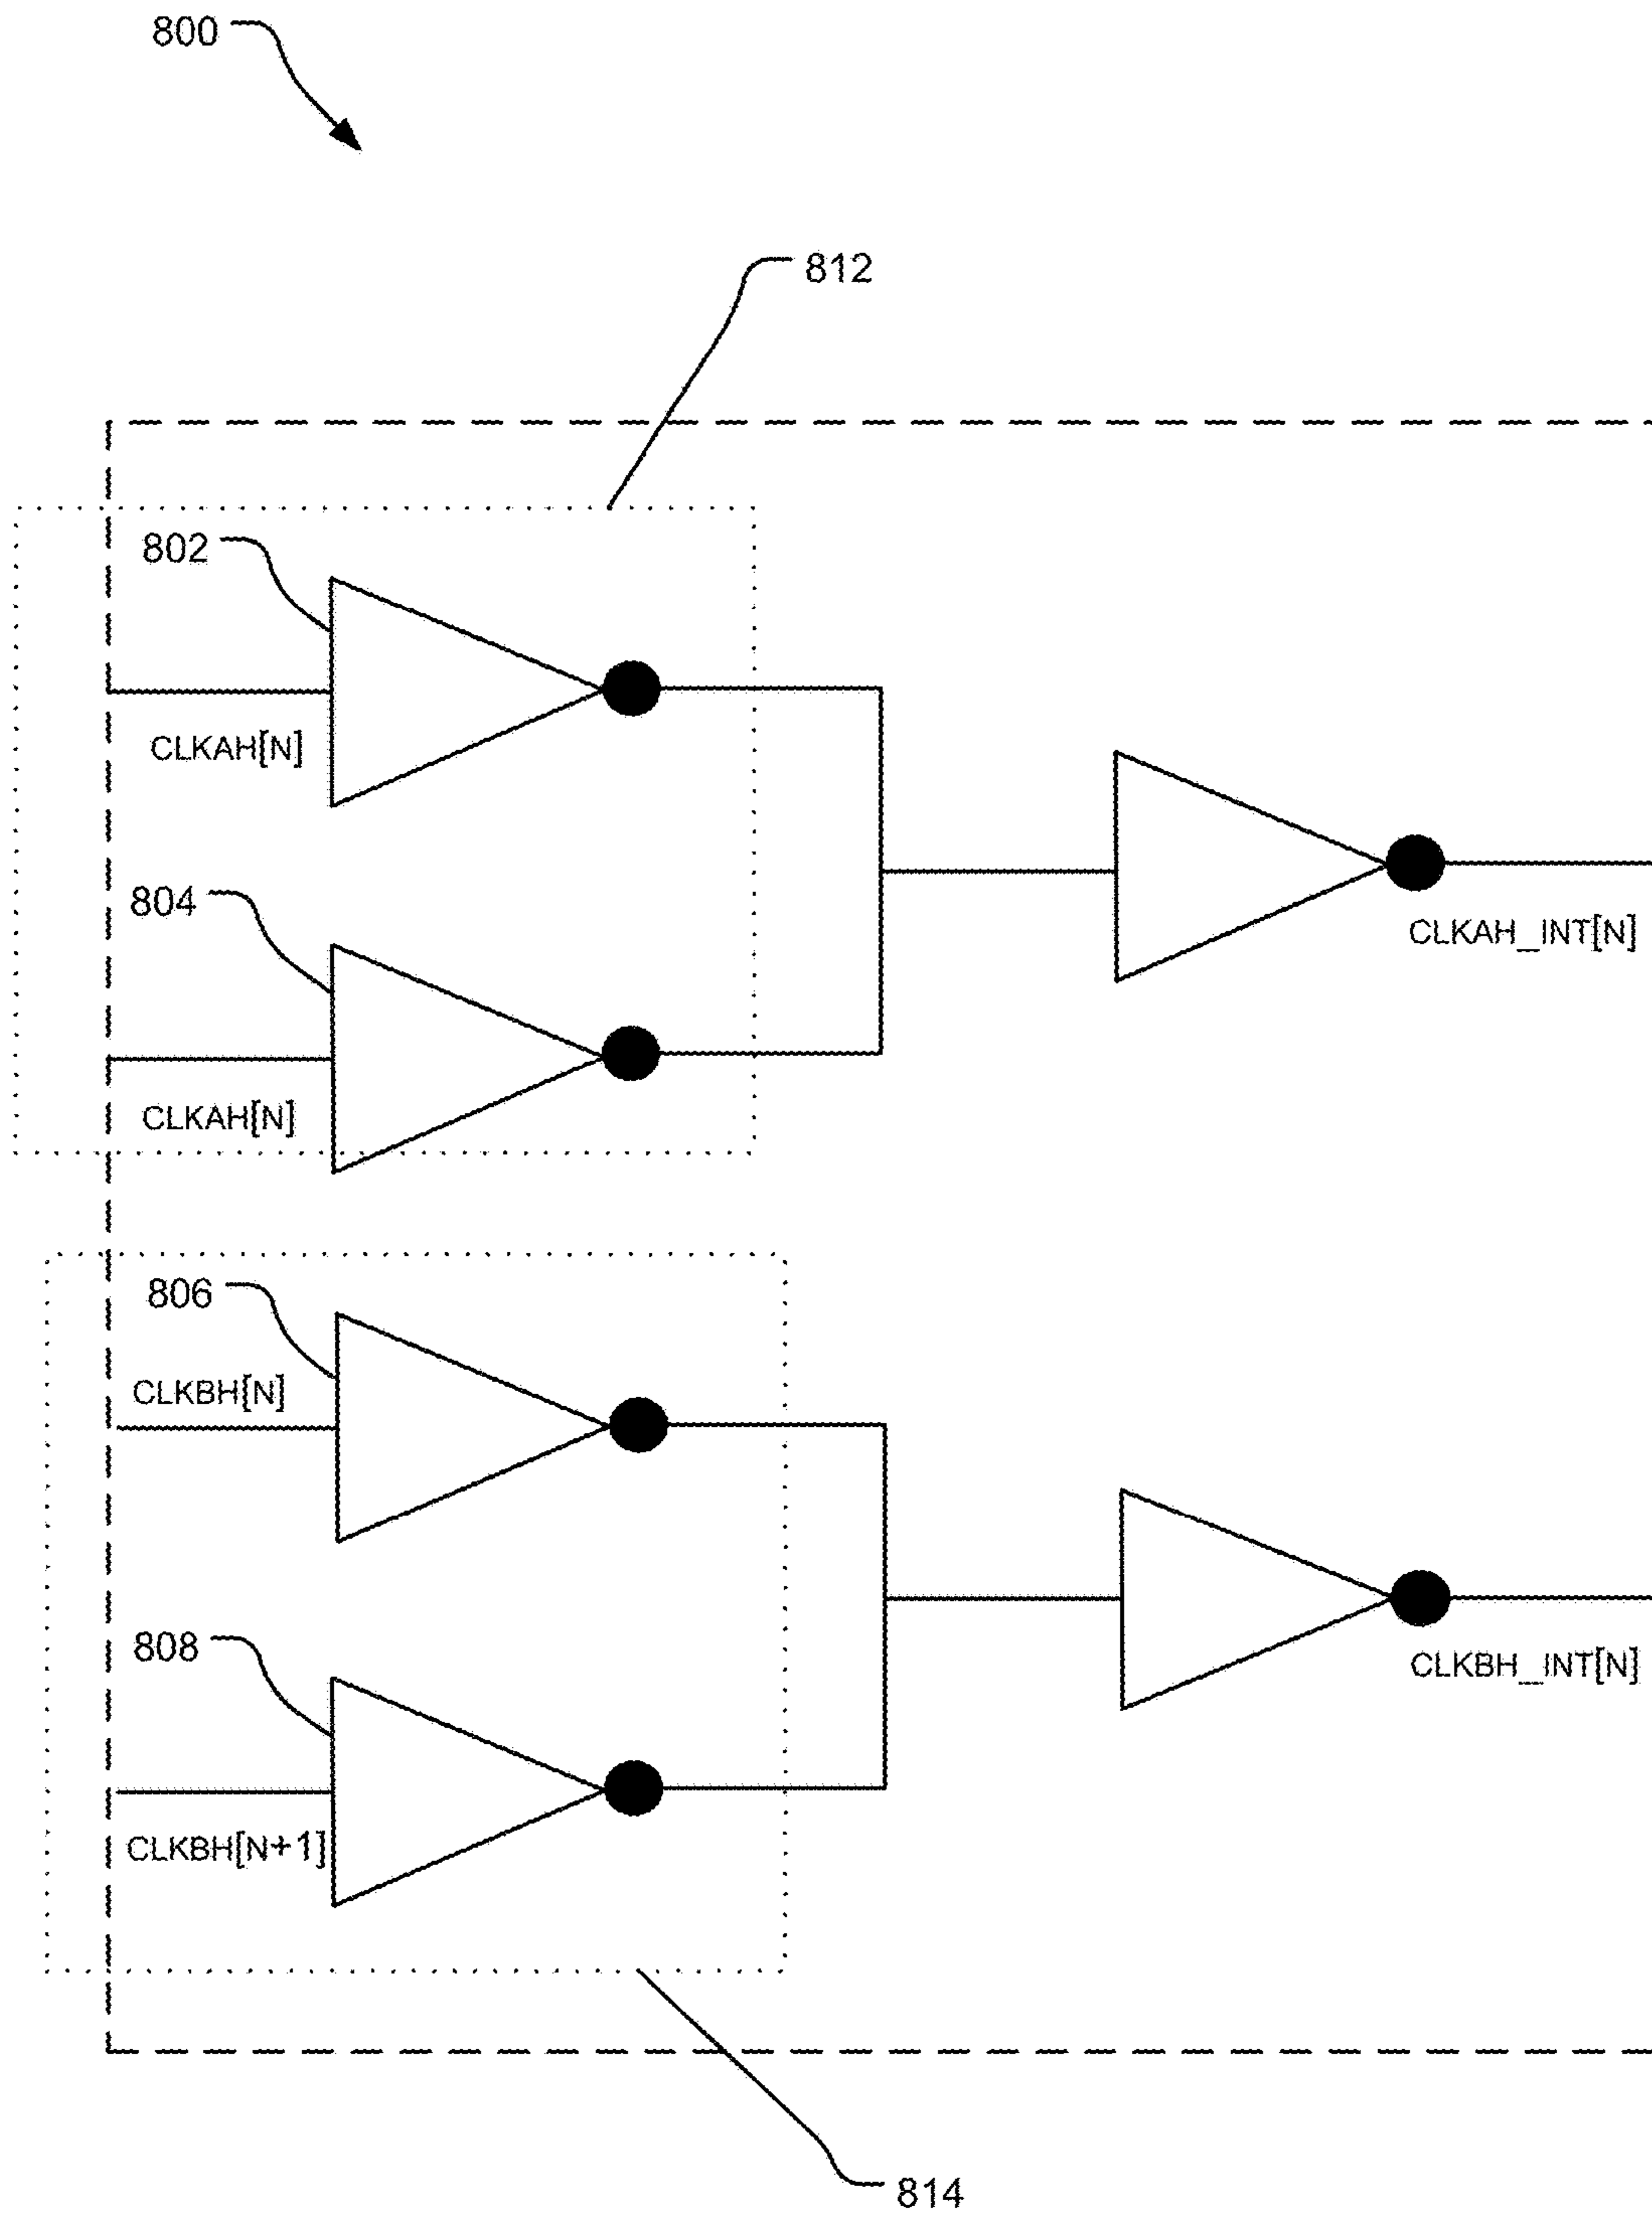 800
812
802
CLKAH[N]
804
CLKAH_INT[N]
CLKAH[N]
806
CLKBH[N]
808
CLKBH_INT[N]
CLKBH[N+1]
814